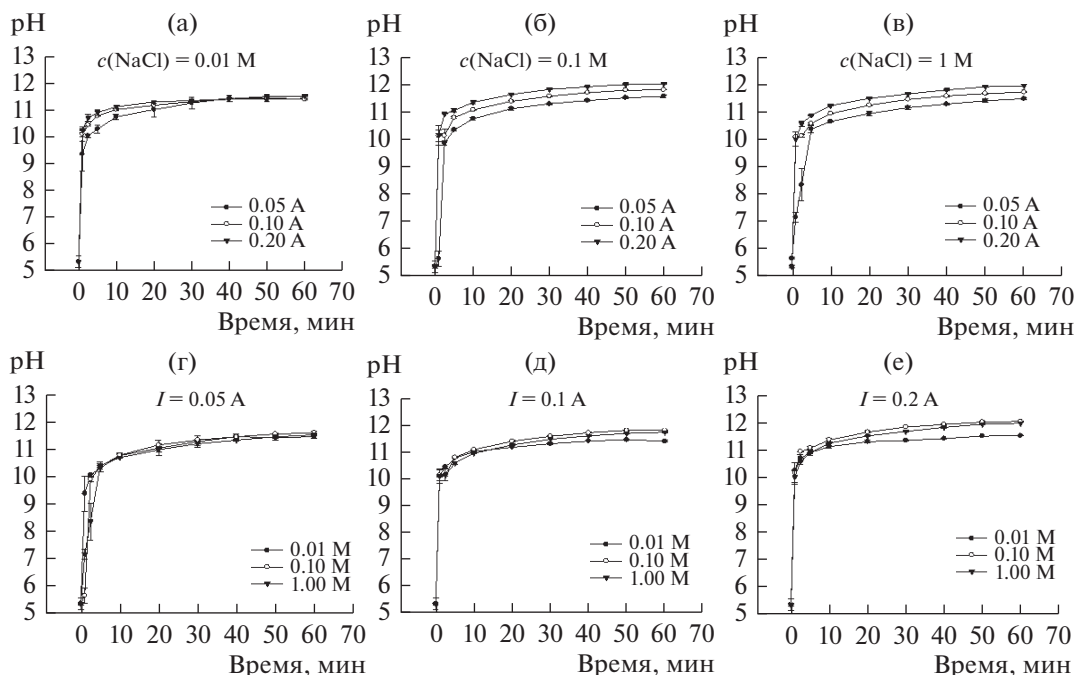 pH
(а)
c(NaCl) = 0.01 M
13
12
11
10
9
8
7
6
5
0.05 A
0.10 A
0.20 A
0 10 20 30 40 50 60 70
Время, мин
pH
(б)
c(NaCl) = 0.1 M
13
12
11
10
9
8
7
6
5
0.05 A
0.10 A
0.20 A
0 10 20 30 40 50 60 70
Время, мин
pH
(в)
c(NaCl) = 1 M
13
12
11
10
9
8
7
6
5
0.05 A
0.10 A
0.20 A
0 10 20 30 40 50 60 70
Время, мин
pH
(г)
I = 0.05 A
13
12
11
10
9
8
7
6
5
0.01 M
0.10 M
1.00 M
0 10 20 30 40 50 60 70
Время, мин
pH
(д)
I = 0.1 A
13
12
11
10
9
8
7
6
5
0.01 M
0.10 M
1.00 M
0 10 20 30 40 50 60 70
Время, мин
pH
(е)
I = 0.2 A
13
12
11
10
9
8
7
6
5
0.01 M
0.10 M
1.00 M
0 10 20 30 40 50 60 70
Время, мин